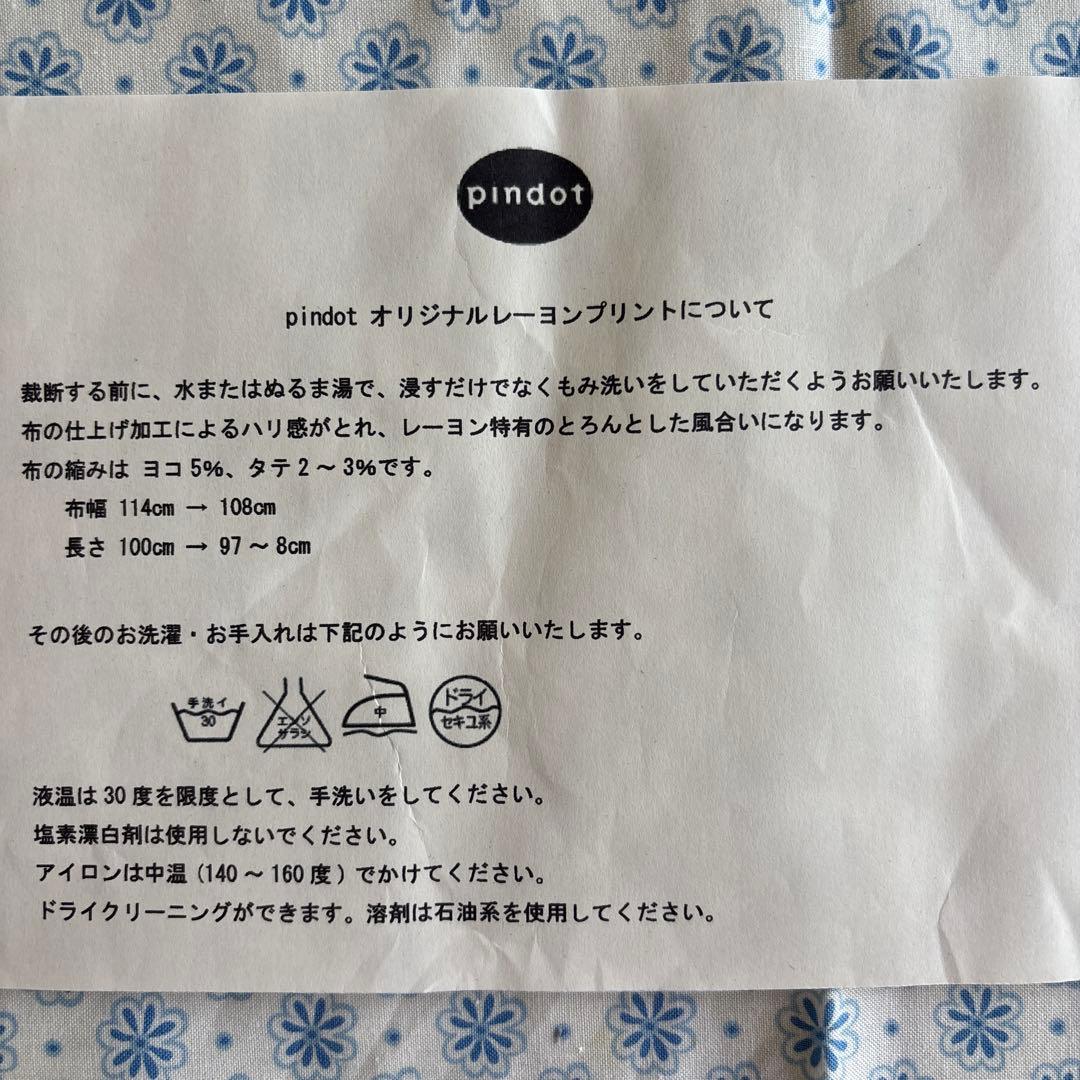 pindot
pindot オリジナルレーヨンプリントについて
裁断する前に、水またはぬるま湯で、浸すだけでなくもみ洗いをしていただくようお願いいたします。
布の仕上げ加工によるハリ感がとれ、レーヨン特有のとろんとした風合いになります。
布の縮みは ヨコ 5%、タテ 2 ～ 3%です。
布幅 114cm → 108cm
長さ 100cm → 97 ～ 8cm
その後のお洗濯・お手入れは下記のようにお願いいたします。
手洗イ 30 エンソ サラシ 中 ドライ セキユ系
液温は 30 度を限度として、手洗いをしてください。
塩素漂白剤は使用しないでください。
アイロンは中温 (140 ～ 160 度) でかけてください。
ドライクリーニングができます。溶剤は石油系を使用してください。